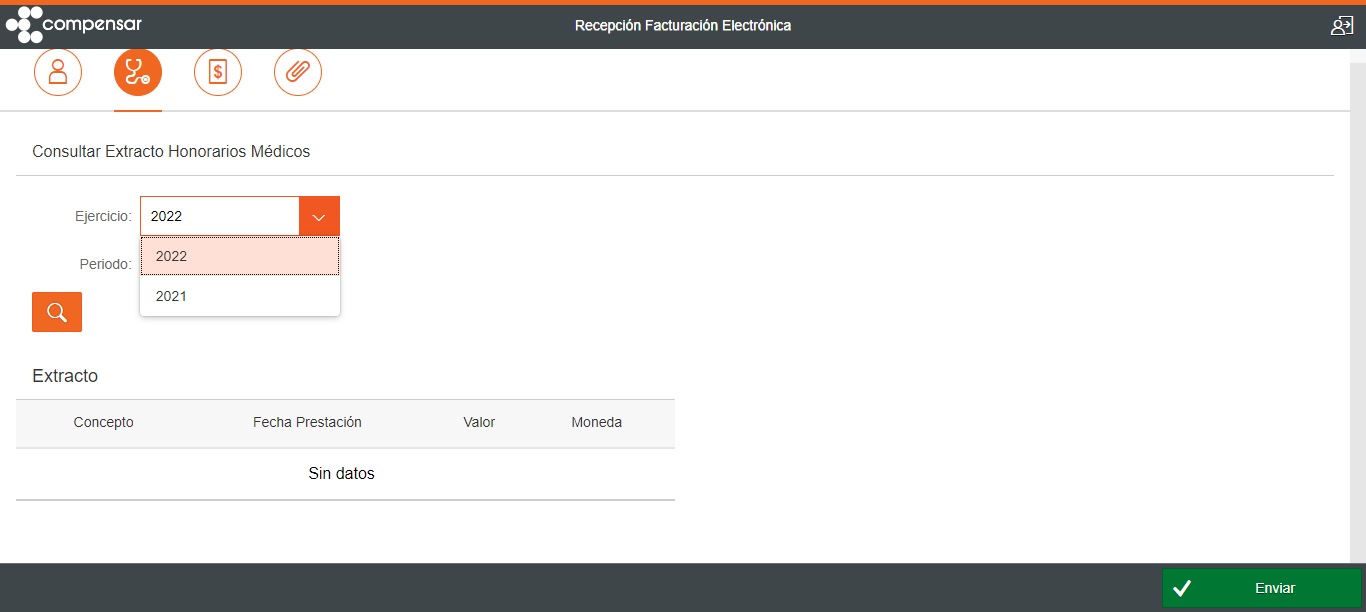 compensar
Recepción Facturación Electrónica
$
Consultar Extracto Honorarios Médicos
Ejercicio: 2022
2022
Periodo:
2021
Extracto
Concepto Fecha Prestación Valor Moneda
Sin datos
Enviar